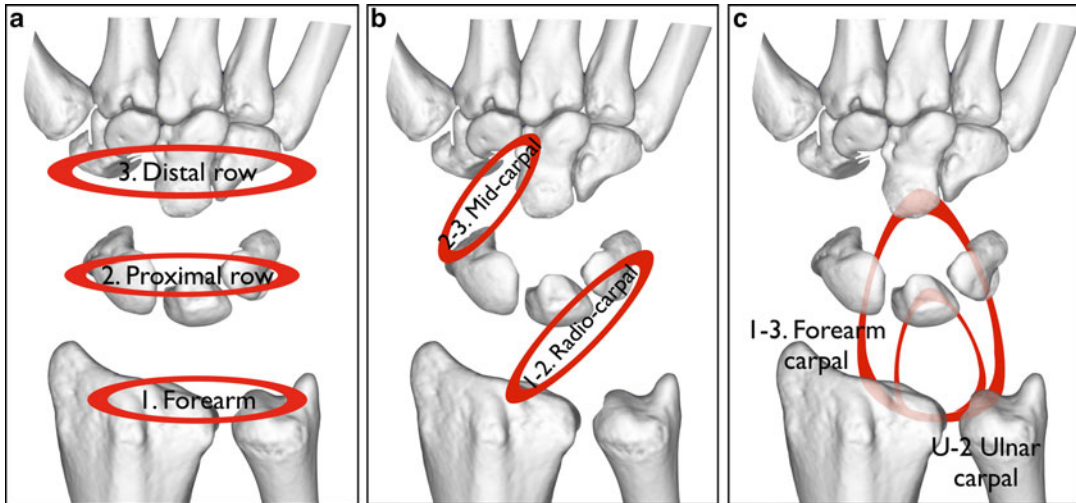 a
3. Distal row
2. Proximal row
1. Forearm
b
2-3. Mid-carpal
1-2. Radio-carpal
c
1-3. Forearm
carpal
U-2 Ulnar
carpal